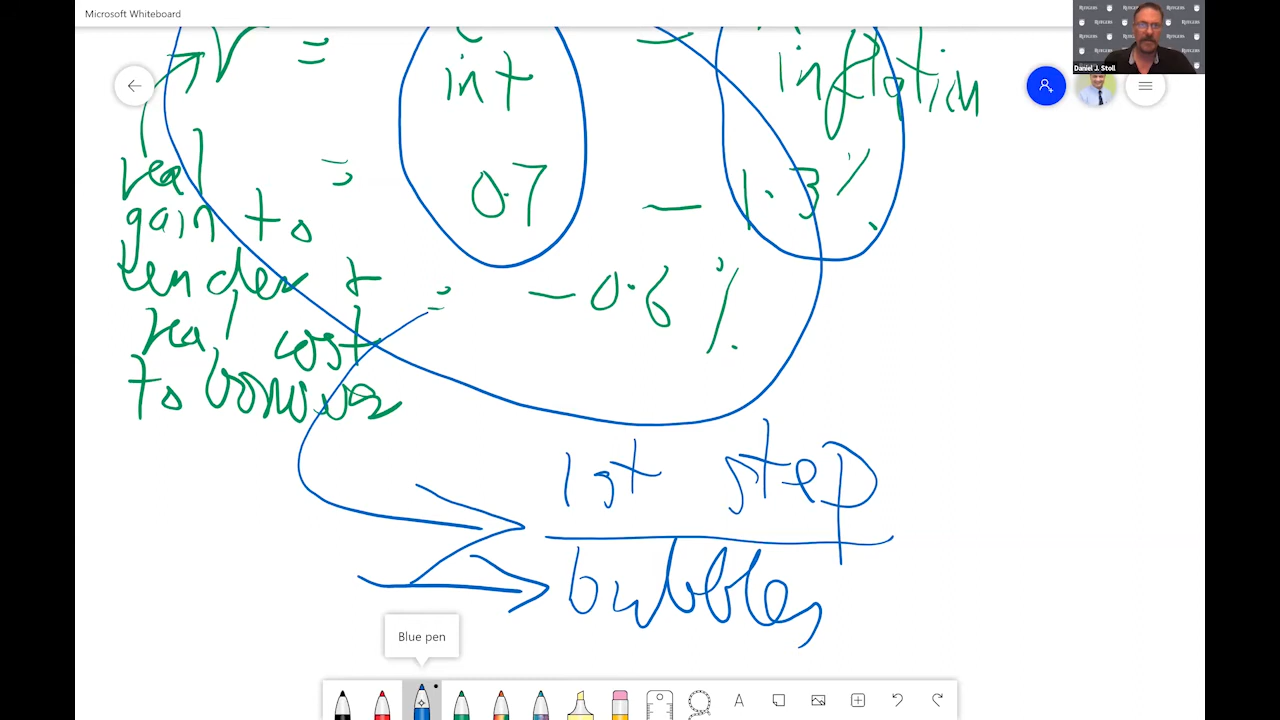 Microsoft Whiteboard
Daniel J. Stoll
r = int - inflation
real = 0.7 - 1.3%
gain to
lender +
= -0.6%
real cost
to borrower
1st step
bubbles
Blue pen
A